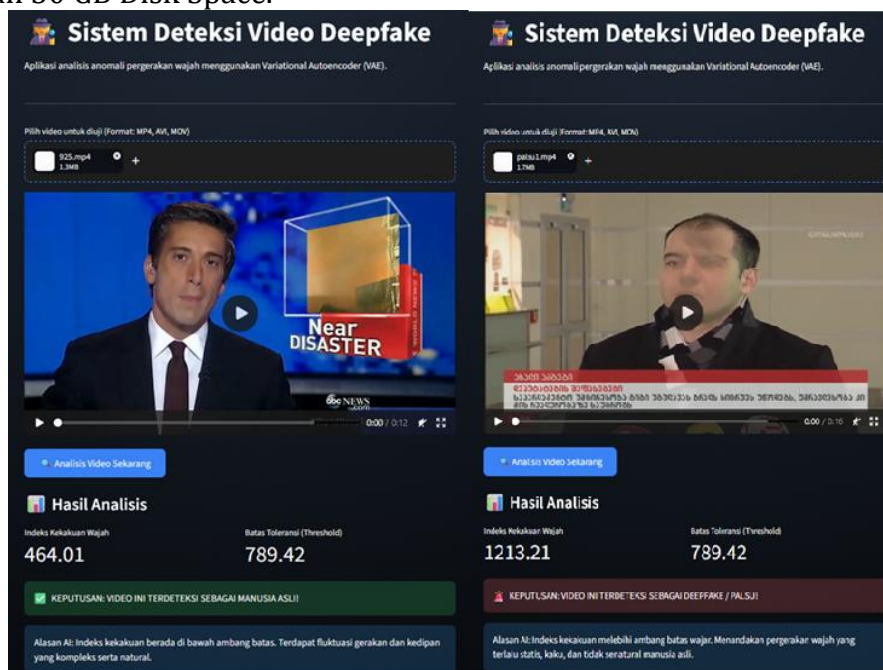 Sistem Deteksi Video Deepfake
Aplikasi analisis anomali pergerakan wajah menggunakan Variational Autoencoder (VAE).
Pilih video untuk diuji (Format: MP4, AVI, MOV)
925.mp4
1.3MB
Near
DISASTER
abc NEWS
.com
0:00 / 0:12
Analisis Video Sekarang
Hasil Analisis
Indeks Kekakuan Wajah
464.01
Batas Toleransi (Threshold)
789.42
KEPUTUSAN: VIDEO INI TERDETEKSI SEBAGAI MANUSIA ASLI!
Alasan AI: Indeks kekakuan berada di bawah ambang batas. Terdapat fluktuasi gerakan dan kedipan
yang kompleks serta natural.
Sistem Deteksi Video Deepfake
Aplikasi analisis anomali pergerakan wajah menggunakan Variational Autoencoder (VAE).
Pilih video untuk diuji (Format: MP4, AVI, MOV)
palsu1.mp4
1.7MB
0:00 / 0:16
Analisis Video Sekarang
Hasil Analisis
Indeks Kekakuan Wajah
1213.21
Batas Toleransi (Threshold)
789.42
KEPUTUSAN: VIDEO INI TERDETEKSI SEBAGAI DEEPFAKE / PALSU!
Alasan AI: Indeks kekakuan melebihi ambang batas wajar. Menandakan pergerakan wajah yang
terlalu statis, kaku, dan tidak senatural manusia asli.